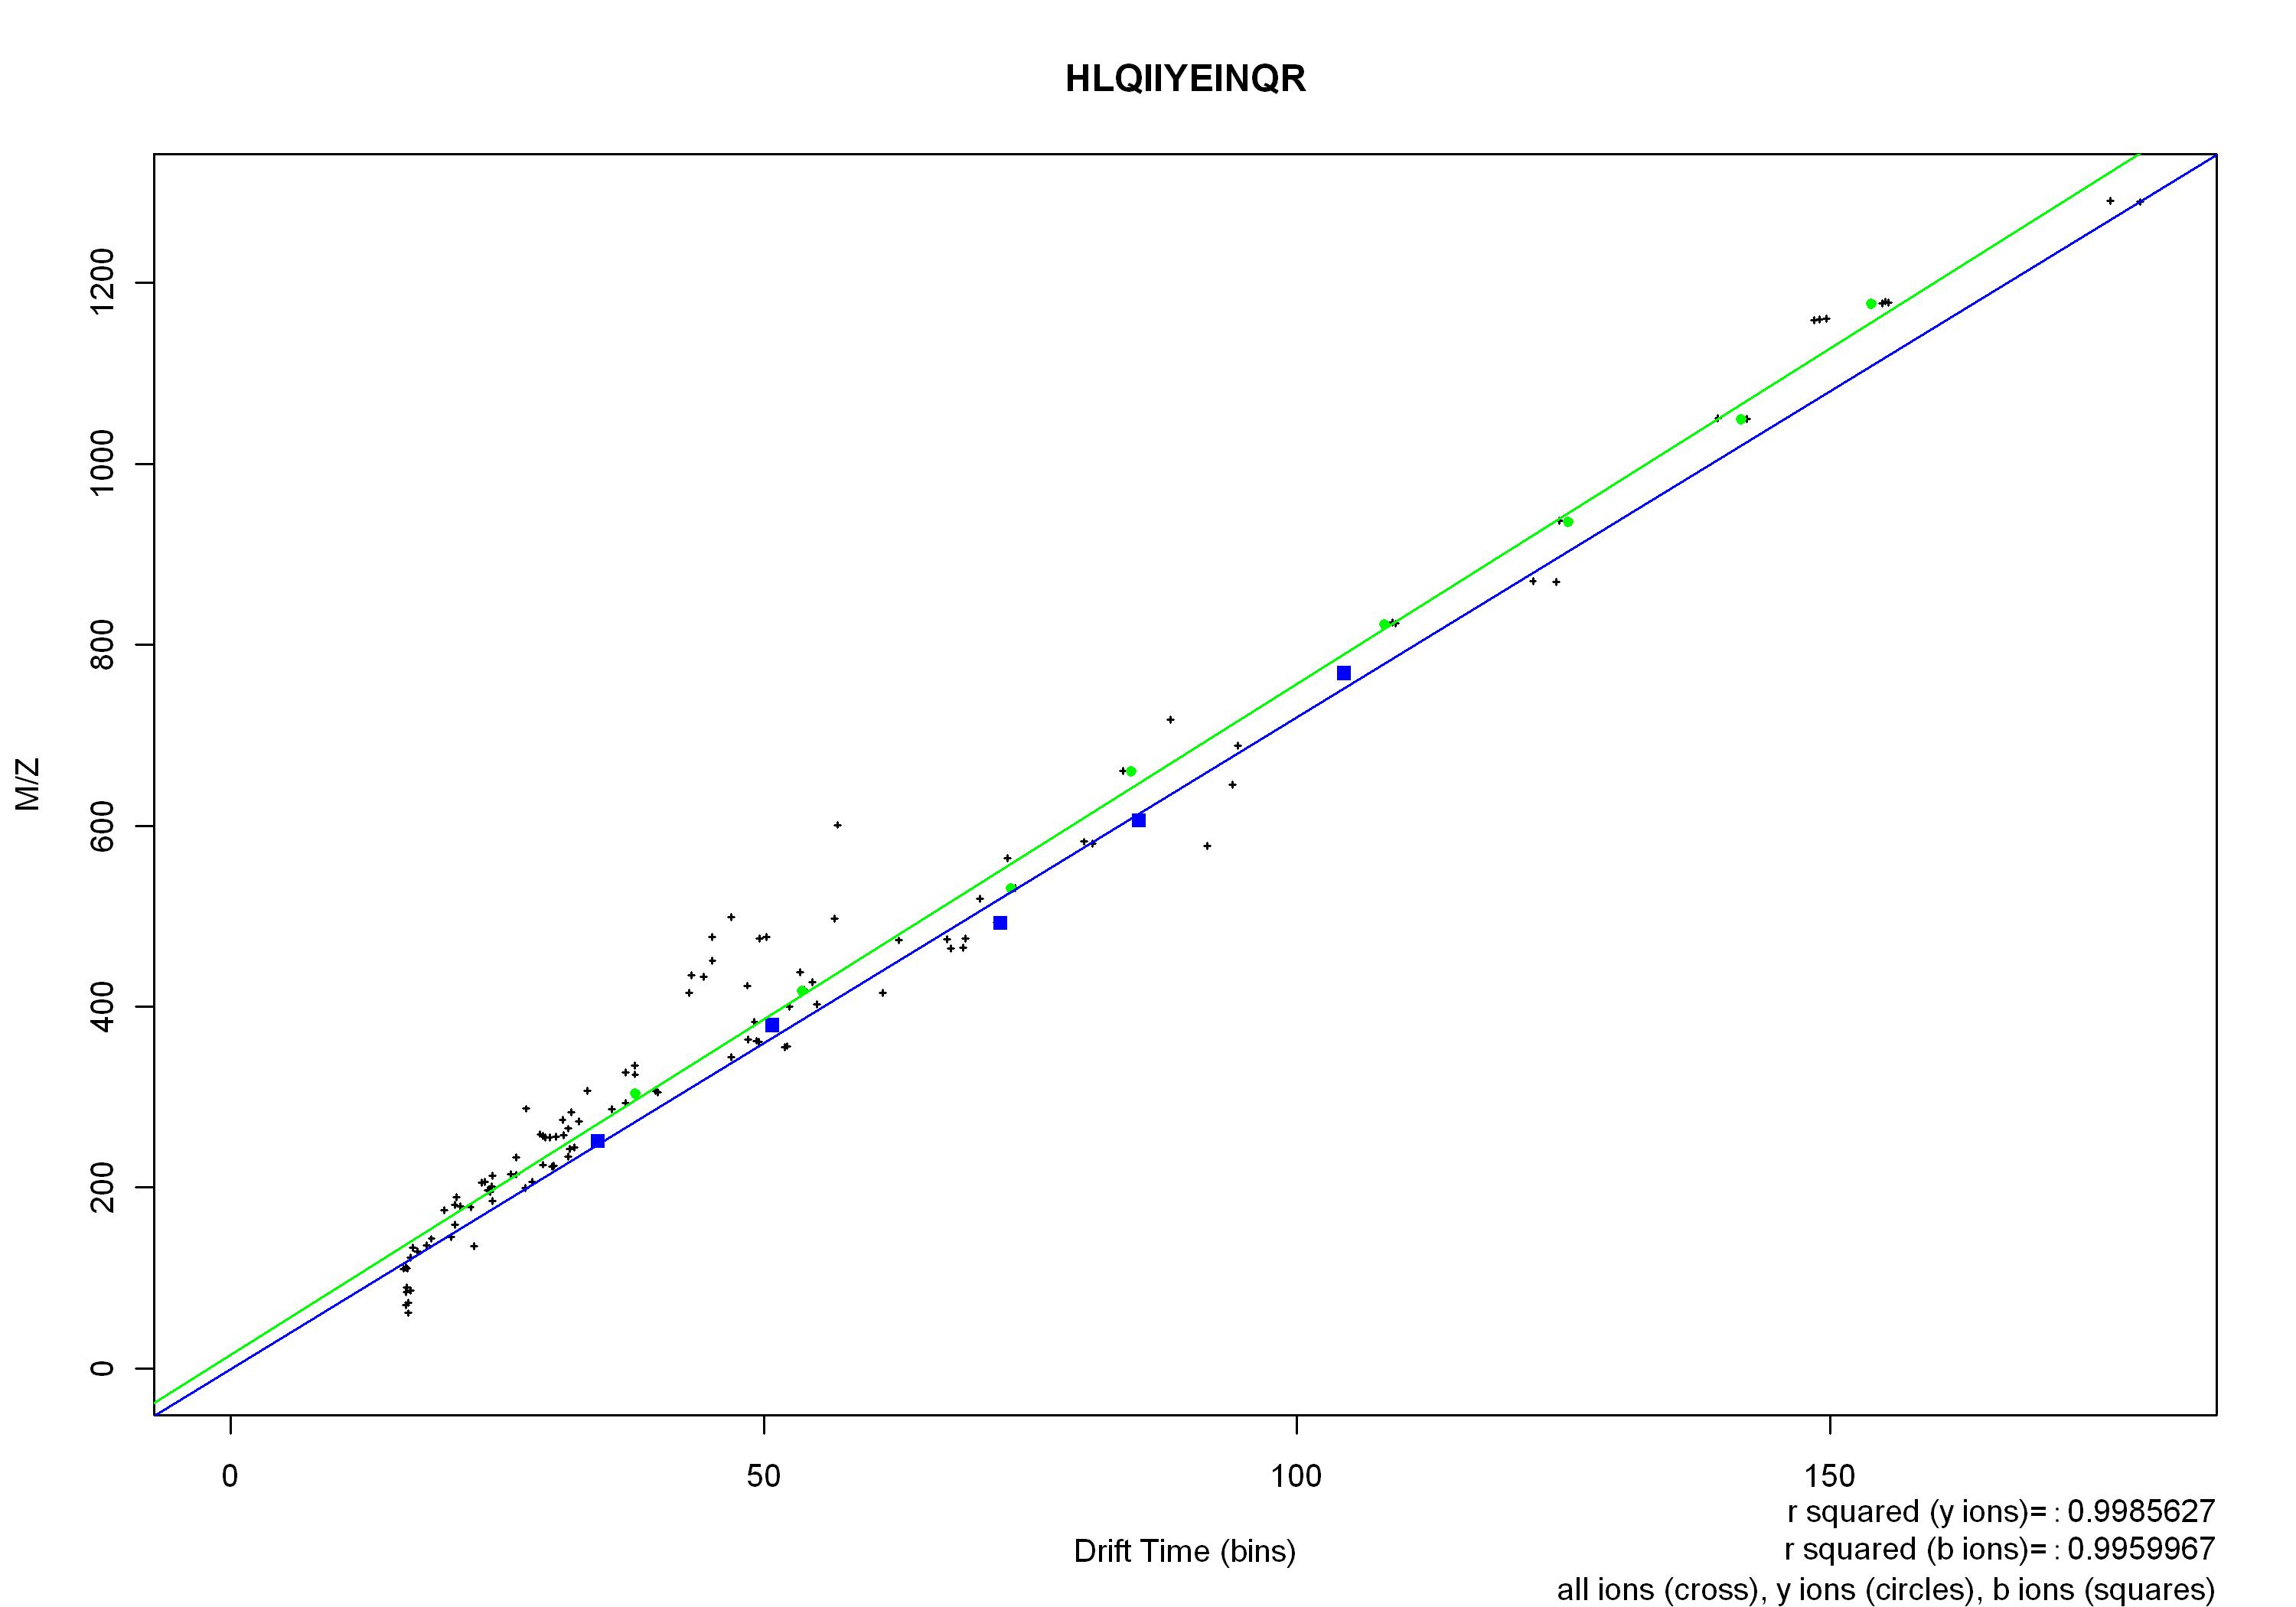 HLQIIYEINQR
M/Z
1200
1000
800
600
400
200
0
0 50 100 150
Drift Time (bins)
r squared (y ions)= : 0.9985627
r squared (b ions)= : 0.9959967
all ions (cross), y ions (circles), b ions (squares)